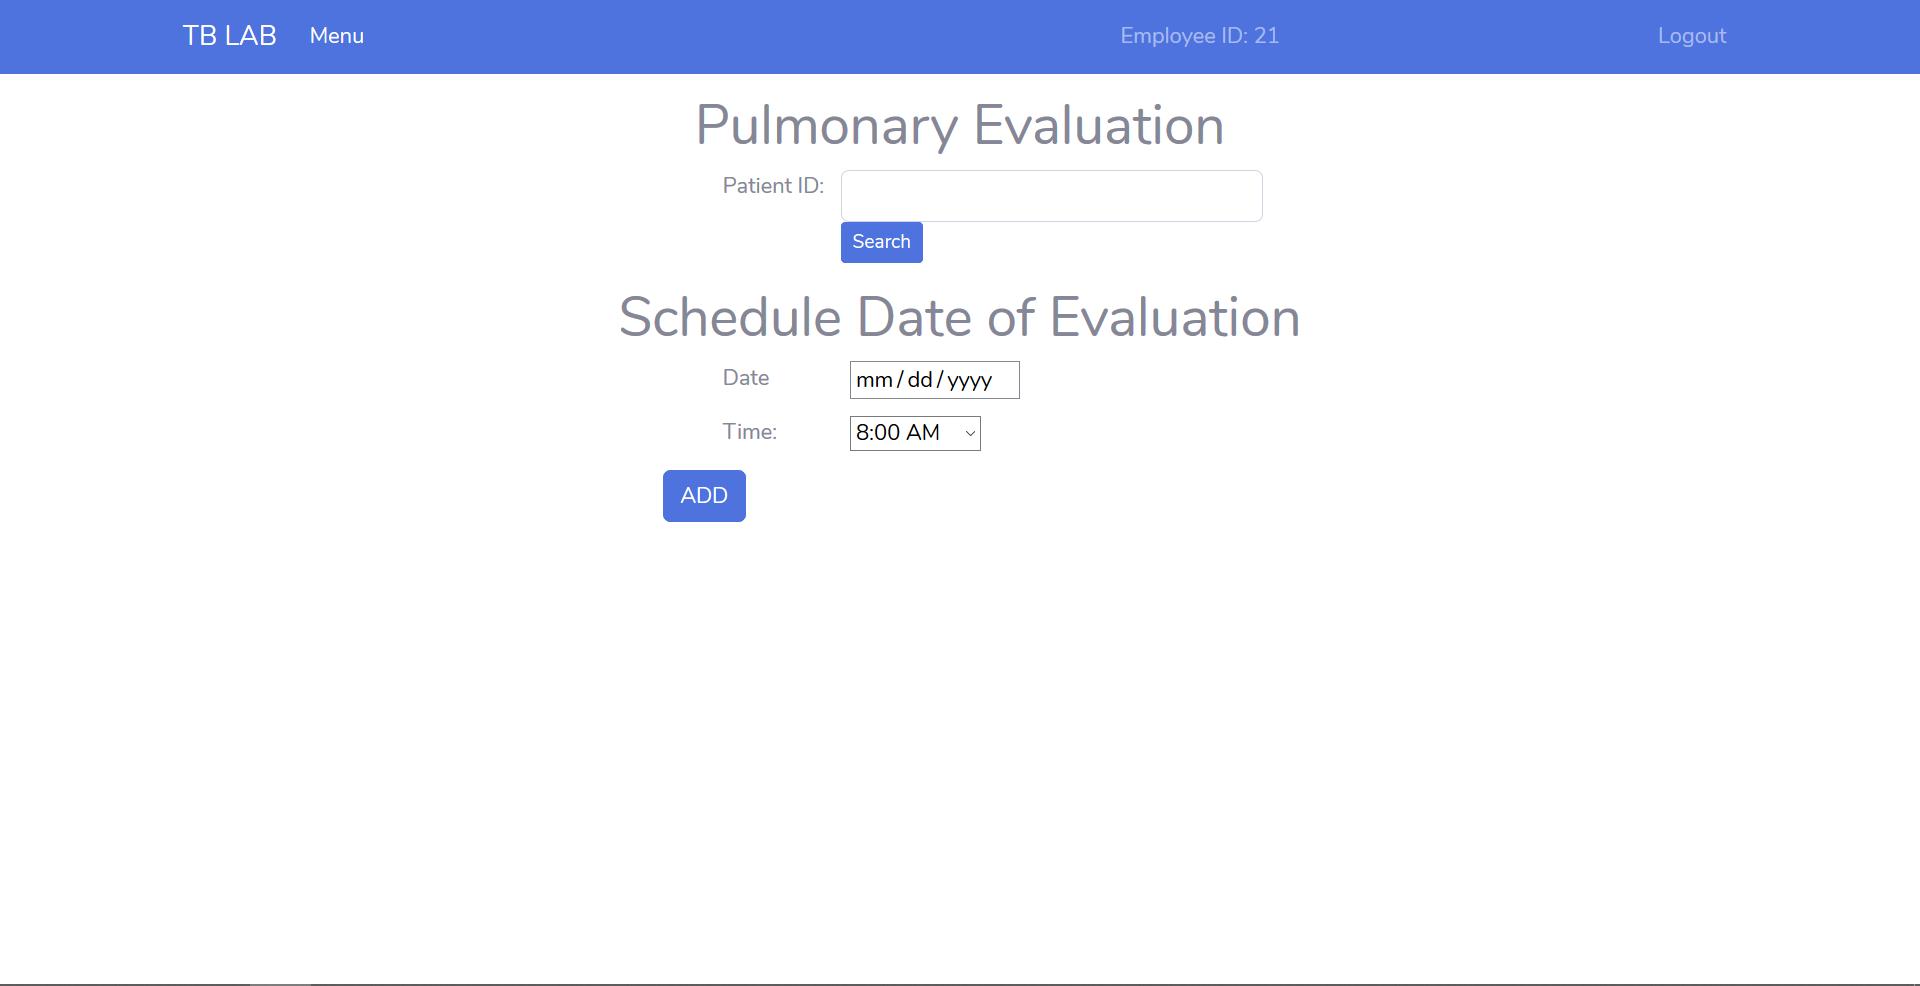 TB LAB Menu Employee ID: 21 Logout
Pulmonary Evaluation
Patient ID:
Search
Schedule Date of Evaluation
Date mm/dd/yyyy
Time: 8:00 AM
ADD